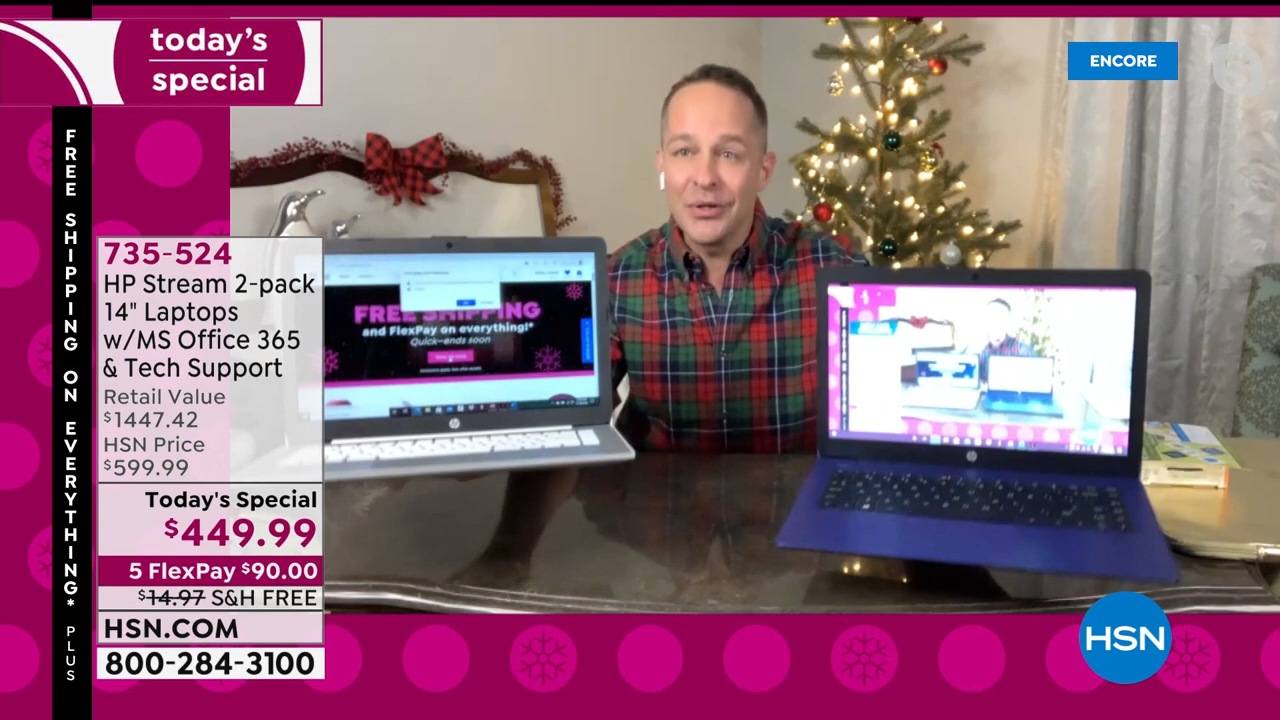 today's
special
ENCORE
FREE SHIPPING ON EVERYTHING* PLUS
735-524
HP Stream 2-pack
14" Laptops
w/MS Office 365
& Tech Support
Retail Value
$1447.42
HSN Price
$599.99
Today's Special
$449.99
5 FlexPay $90.00
$14.97 S&H FREE
HSN.COM
800-284-3100
FREE SHIPPING
and FlexPay on everything!*
Quick-ends soon
hp
hp
HSN